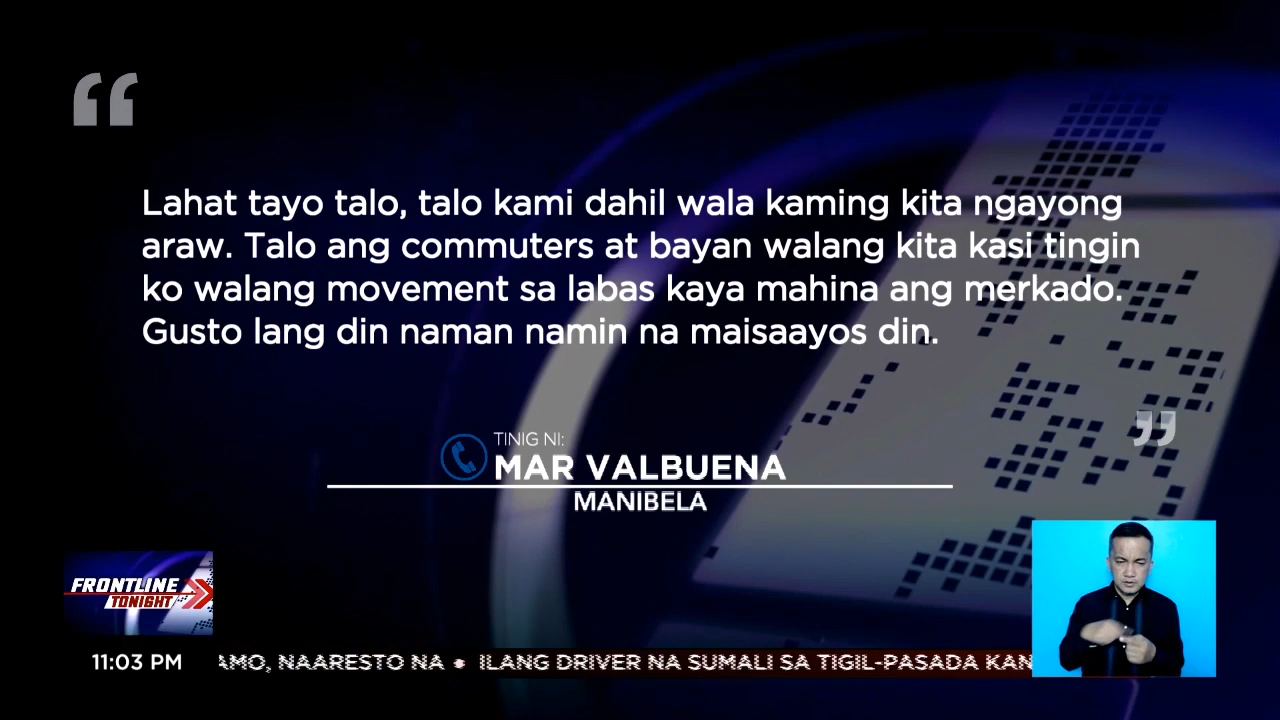 “
Lahat tayo talo, talo kami dahil wala kaming kita ngayong
araw. Talo ang commuters at bayan walang kita kasi tingin
ko walang movement sa labas kaya mahina ang merkado.
Gusto lang din naman namin na maisaayos din.
”
TINIG NI:
MAR VALBUENA
MANIBELA
FRONTLINE
TONIGHT
11:03 PM
AMO, NAARESTO NA • ILANG DRIVER NA SUMALI SA TIGIL-PASADA KAN